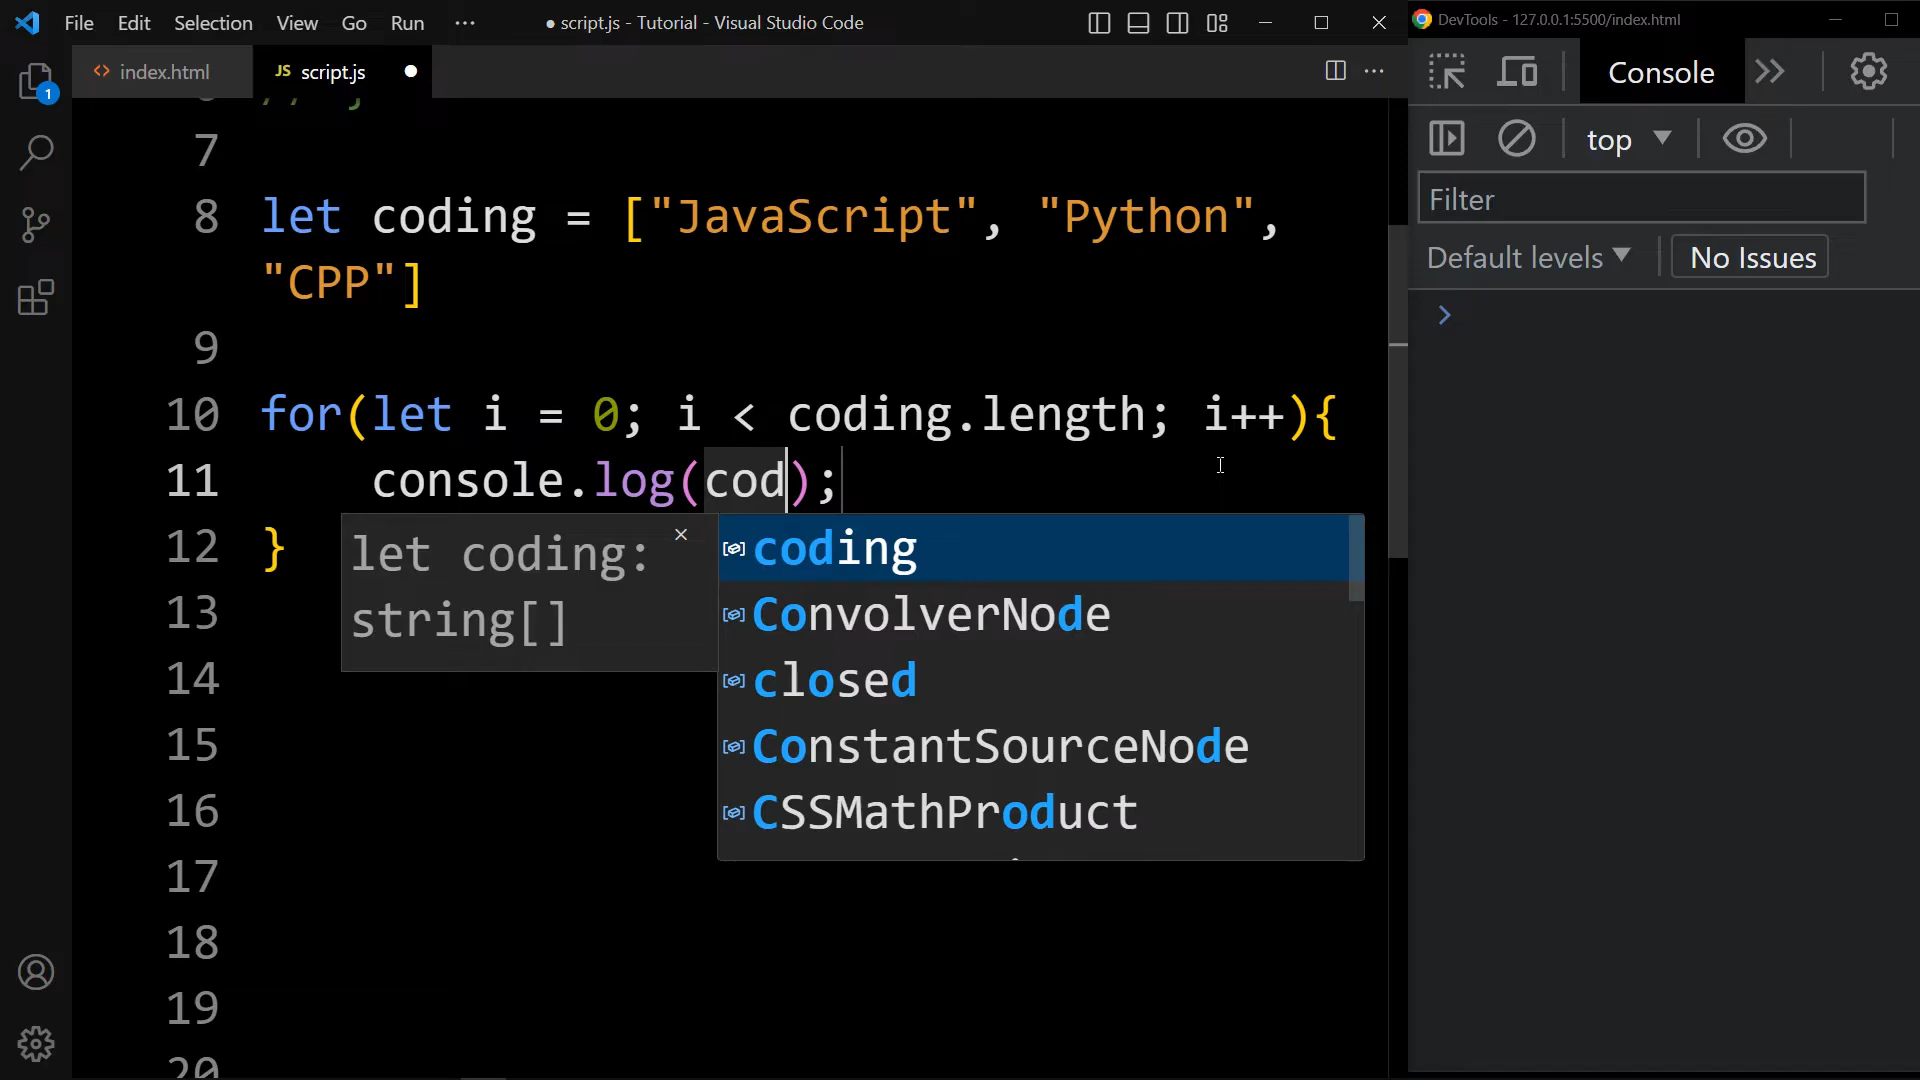 File Edit Selection View Go Run ··· ● script.js - Tutorial - Visual Studio Code
DevTools - 127.0.0.1:5500/index.html
<> index.html
JS script.js ●
Console
1
7
top
8 let coding = ["JavaScript", "Python",
"CPP"]
Filter
Default levels
No Issues
9
10 for(let i = 0; i < coding.length; i++){
11 console.log(cod);
12 }
let coding:
string[]
coding
ConvolverNode
closed
ConstantSourceNode
CSSMathProduct
13
14
15
16
17
18
19
20